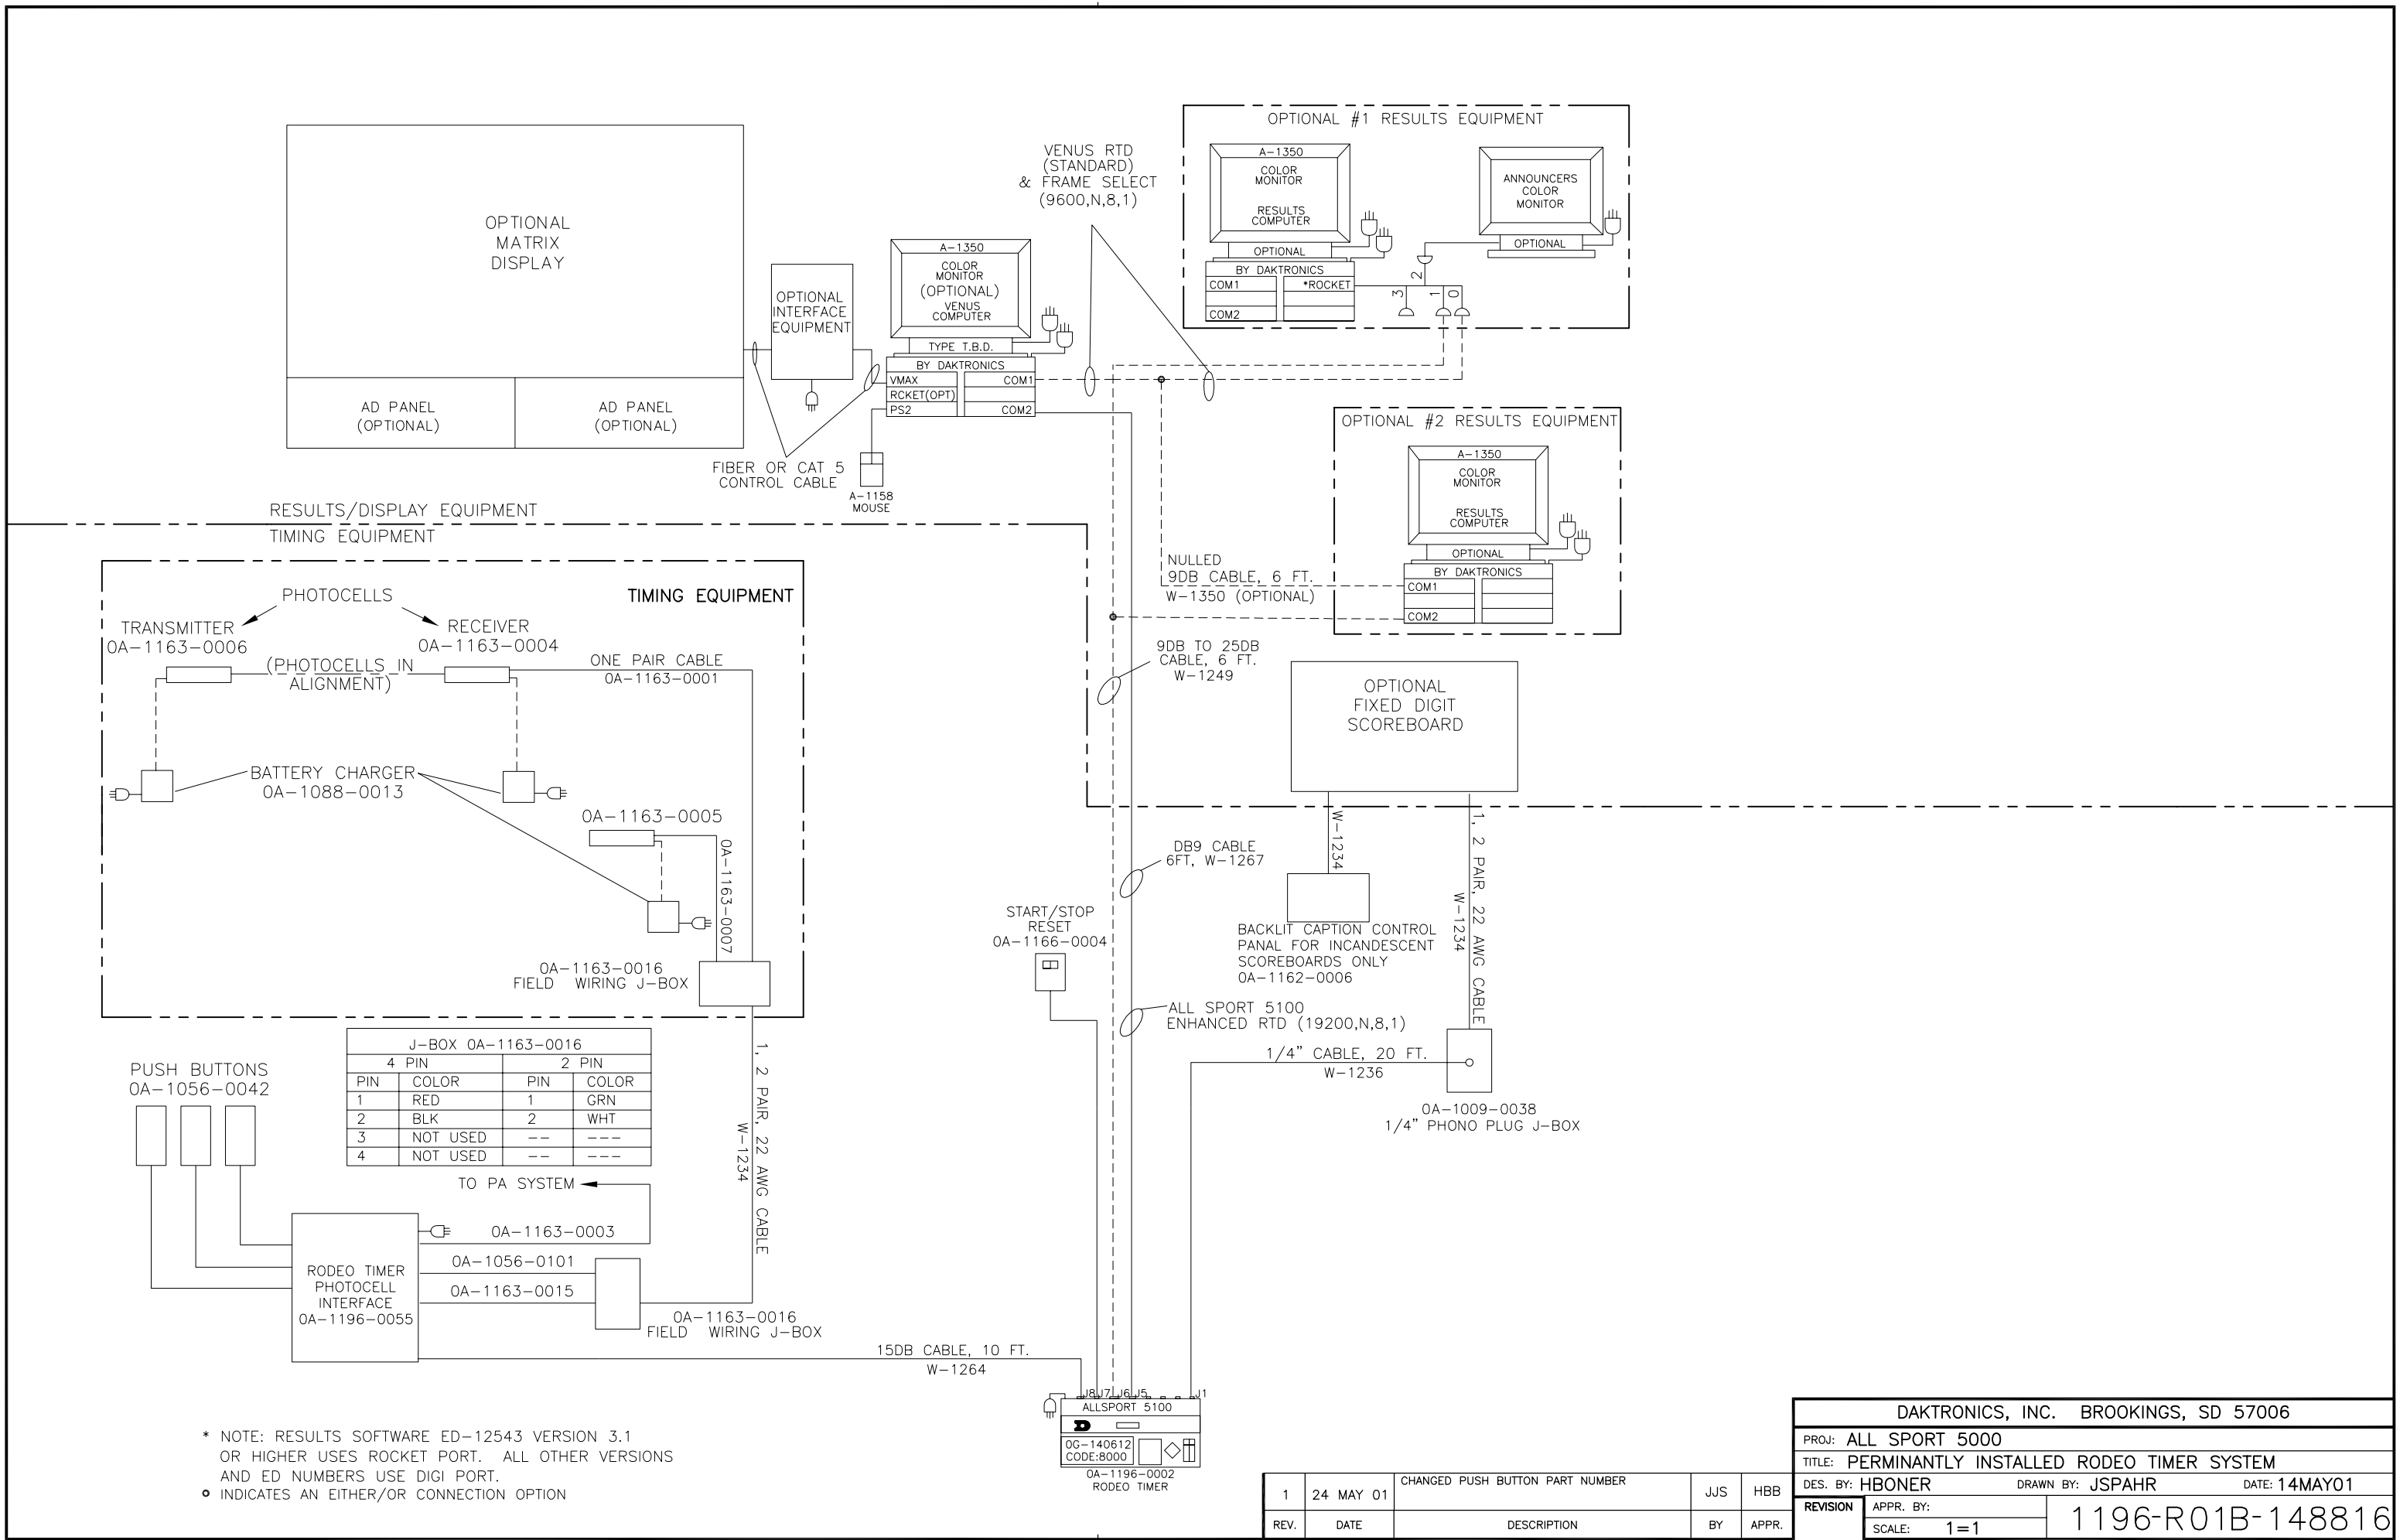 OPTIONAL
MATRIX
DISPLAY
AD PANEL
(OPTIONAL)
AD PANEL
(OPTIONAL)
OPTIONAL
INTERFACE
EQUIPMENT
FIBER OR CAT 5
CONTROL CABLE
A-1350
COLOR
MONITOR
(OPTIONAL)
VENUS
COMPUTER
TYPE T.B.D.
BY DAKTRONICS
VMAX
COM1
RCKET(OPT)
PS2
COM2
A-1158
MOUSE
VENUS RTD
(STANDARD)
& FRAME SELECT
(9600,N,8,1)
OPTIONAL #1 RESULTS EQUIPMENT
A-1350
COLOR
MONITOR
RESULTS
COMPUTER
OPTIONAL
BY DAKTRONICS
COM1
*ROCKET
COM2
ANNOUNCERS
COLOR
MONITOR
OPTIONAL
2
3
1
0
OPTIONAL #2 RESULTS EQUIPMENT
A-1350
COLOR
MONITOR
RESULTS
COMPUTER
OPTIONAL
BY DAKTRONICS
COM1
COM2
NULLED
9DB CABLE, 6 FT.
W-1350 (OPTIONAL)
9DB TO 25DB
CABLE, 6 FT.
W-1249
RESULTS/DISPLAY EQUIPMENT
TIMING EQUIPMENT
TIMING EQUIPMENT
PHOTOCELLS
TRANSMITTER
0A-1163-0006
RECEIVER
0A-1163-0004
(PHOTOCELLS IN
ALIGNMENT)
ONE PAIR CABLE
0A-1163-0001
BATTERY CHARGER
0A-1088-0013
0A-1163-0005
0A-1163-0007
0A-1163-0016
FIELD WIRING J-BOX
OPTIONAL
FIXED DIGIT
SCOREBOARD
W-1234
1, 2 PAIR, 22 AWG CABLE
W-1234
DB9 CABLE
6FT, W-1267
BACKLIT CAPTION CONTROL
PANAL FOR INCANDESCENT
SCOREBOARDS ONLY
0A-1162-0006
START/STOP
RESET
0A-1166-0004
ALL SPORT 5100
ENHANCED RTD (19200,N,8,1)
1/4" CABLE, 20 FT.
W-1236
0A-1009-0038
1/4" PHONO PLUG J-BOX
J-BOX 0A-1163-0016
4 PIN 2 PIN
PIN COLOR PIN COLOR
1 RED 1 GRN
2 BLK 2 WHT
3 NOT USED -- ---
4 NOT USED -- ---
1, 2 PAIR, 22 AWG CABLE
W-1234
PUSH BUTTONS
0A-1056-0042
TO PA SYSTEM
0A-1163-0003
0A-1056-0101
0A-1163-0015
RODEO TIMER
PHOTOCELL
INTERFACE
0A-1196-0055
0A-1163-0016
FIELD WIRING J-BOX
15DB CABLE, 10 FT.
W-1264
J8 J7 J6 J5 J1
ALLSPORT 5100
D
0G-140612
CODE:8000
0A-1196-0002
RODEO TIMER
* NOTE: RESULTS SOFTWARE ED-12543 VERSION 3.1
OR HIGHER USES ROCKET PORT. ALL OTHER VERSIONS
AND ED NUMBERS USE DIGI PORT.
INDICATES AN EITHER/OR CONNECTION OPTION
1 24 MAY 01 CHANGED PUSH BUTTON PART NUMBER JJS HBB
REV. DATE DESCRIPTION BY APPR.
DAKTRONICS, INC. BROOKINGS, SD 57006
PROJ: ALL SPORT 5000
TITLE: PERMINANTLY INSTALLED RODEO TIMER SYSTEM
DES. BY: HBONER DRAWN BY: JSPAHR DATE: 14MAY01
REVISION APPR. BY:
SCALE: 1=1
1196-R01B-148816